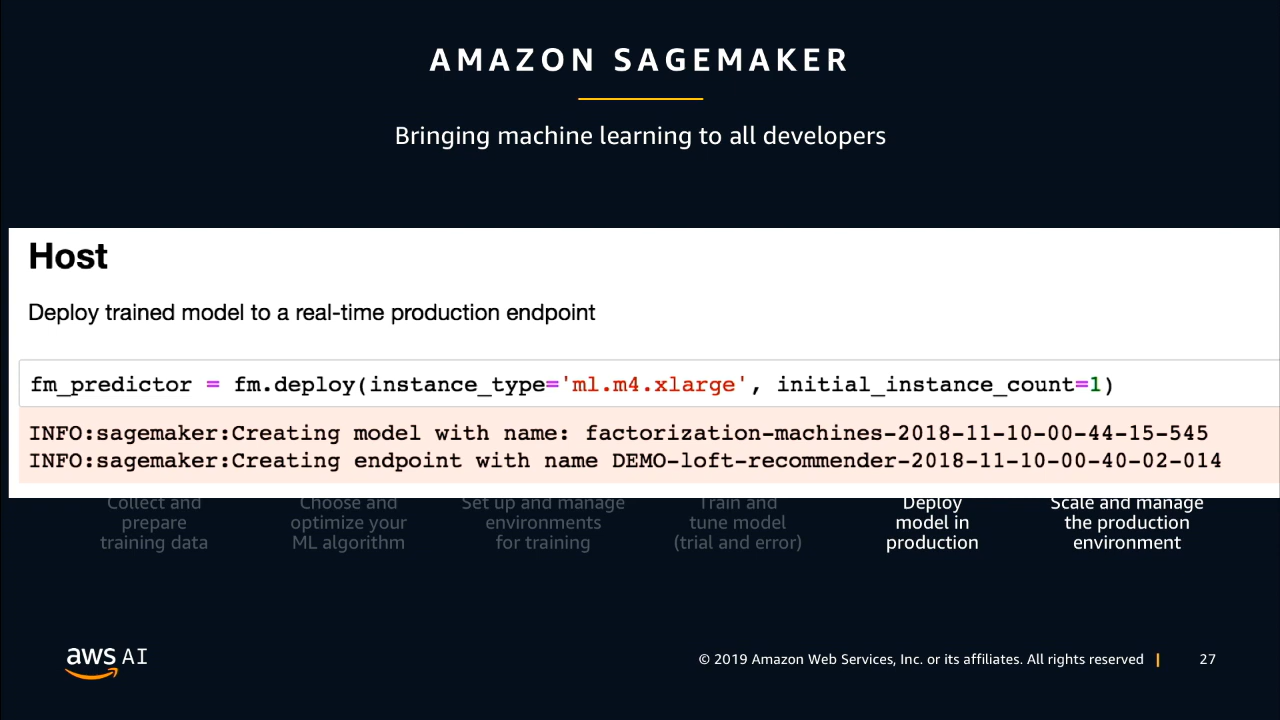 AMAZON SAGEMAKER
Bringing machine learning to all developers
Host
Deploy trained model to a real-time production endpoint
fm_predictor = fm.deploy(instance_type='ml.m4.xlarge', initial_instance_count=1)
INFO:sagemaker:Creating model with name: factorization-machines-2018-11-10-00-44-15-545
INFO:sagemaker:Creating endpoint with name DEMO-loft-recommender-2018-11-10-00-40-02-014
Collect and
prepare
training data
Choose and
optimize your
ML algorithm
Set up and manage
environments
for training
Train and
tune model
(trial and error)
Deploy
model in
production
Scale and manage
the production
environment
aws AI
© 2019 Amazon Web Services, Inc. or its affiliates. All rights reserved |
27